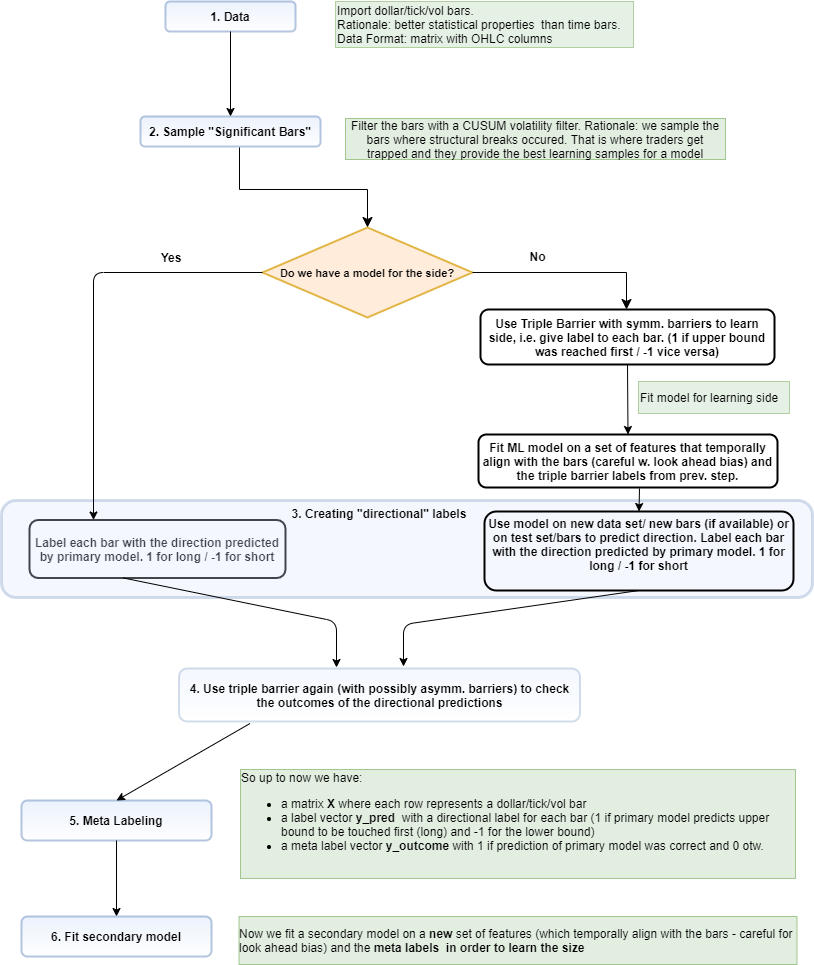 1. Data
Import dollar/tick/vol bars.
Rationale: better statistical properties than time bars.
Data Format: matrix with OHLC columns
2. Sample "Significant Bars"
Filter the bars with a CUSUM volatility filter. Rationale: we sample the
bars where structural breaks occured. That is where traders get
trapped and they provide the best learning samples for a model
Do we have a model for the side?
Yes
No
Use Triple Barrier with symm. barriers to learn
side, i.e. give label to each bar. (1 if upper bound
was reached first / -1 vice versa)
Fit model for learning side
Fit ML model on a set of features that temporally
align with the bars (careful w. look ahead bias) and
the triple barrier labels from prev. step.
3. Creating "directional" labels
Label each bar with the direction predicted
by primary model. 1 for long / -1 for short
Use model on new data set/ new bars (if available) or
on test set/bars to predict direction. Label each bar
with the direction predicted by primary model. 1 for
long / -1 for short
4. Use triple barrier again (with possibly asymm. barriers) to check
the outcomes of the directional predictions
5. Meta Labeling
So up to now we have:
• a matrix X where each row represents a dollar/tick/vol bar
• a label vector y_pred with a directional label for each bar (1 if primary model predicts upper
bound to be touched first (long) and -1 for the lower bound)
• a meta label vector y_outcome with 1 if prediction of primary model was correct and 0 otw.
6. Fit secondary model
Now we fit a secondary model on a new set of features (which temporally align with the bars - careful for
look ahead bias) and the meta labels in order to learn the size